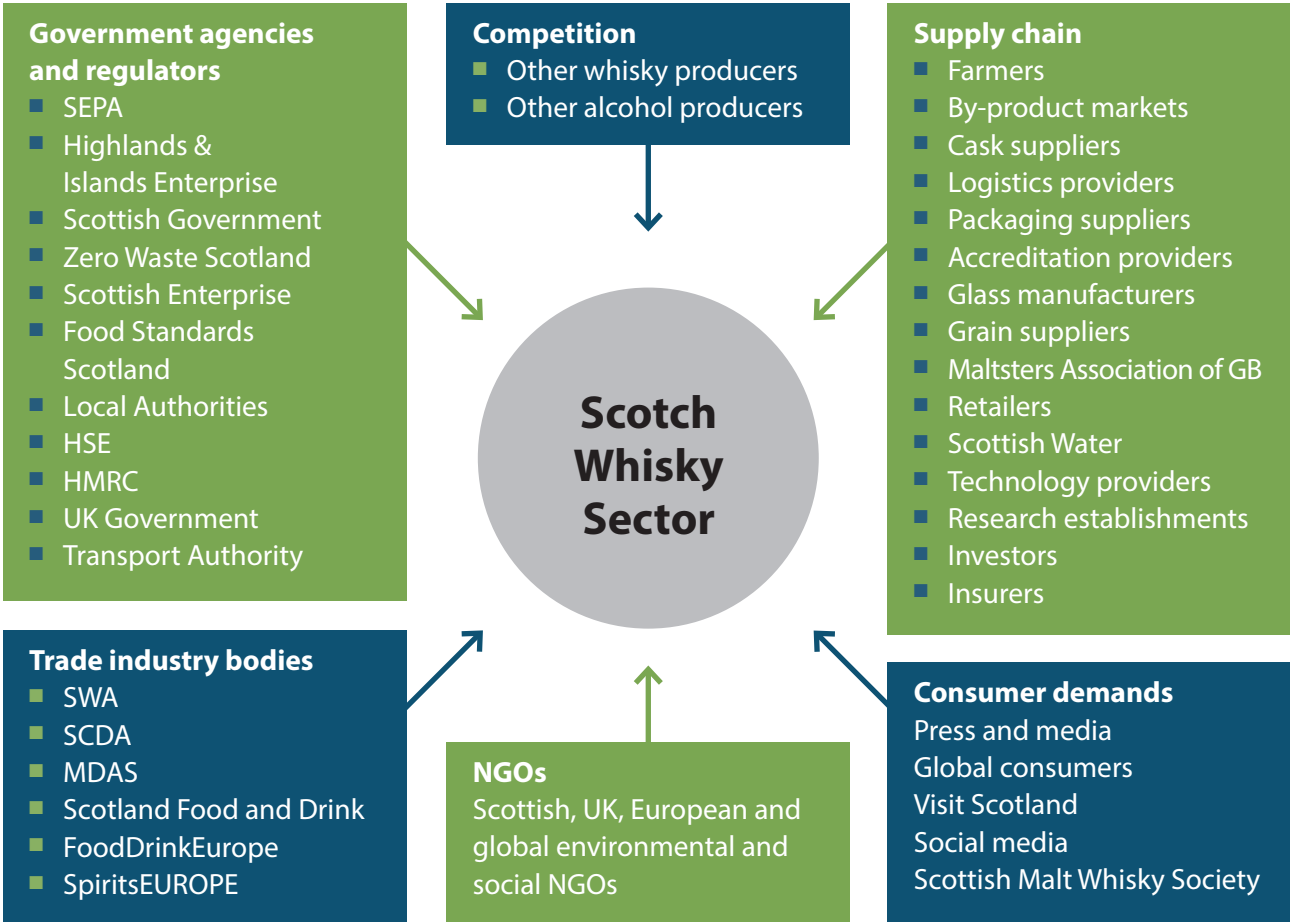 Government agencies
and regulators
SEPA
Highlands &
Islands Enterprise
Scottish Government
Zero Waste Scotland
Scottish Enterprise
Food Standards
Scotland
Local Authorities
HSE
HMRC
UK Government
Transport Authority
Competition
Other whisky producers
Other alcohol producers
Supply chain
Farmers
By-product markets
Cask suppliers
Logistics providers
Packaging suppliers
Accreditation providers
Glass manufacturers
Grain suppliers
Maltsters Association of GB
Retailers
Scottish Water
Technology providers
Research establishments
Investors
Insurers
Scotch
Whisky
Sector
Trade industry bodies
SWA
SCDA
MDAS
Scotland Food and Drink
FoodDrinkEurope
SpiritsEUROPE
NGOs
Scottish, UK, European and
global environmental and
social NGOs
Consumer demands
Press and media
Global consumers
Visit Scotland
Social media
Scottish Malt Whisky Society